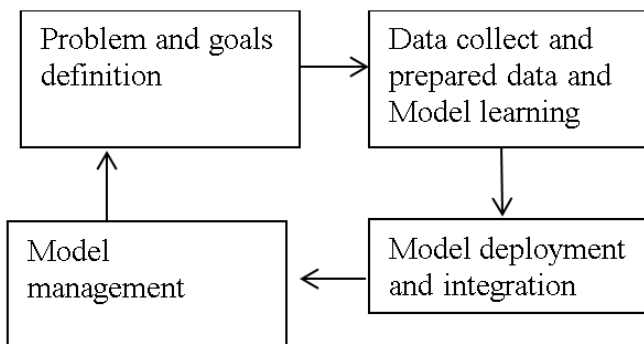 Problem and goals
definition
Data collect and
prepared data and
Model learning
Model deployment
and integration
Model
management